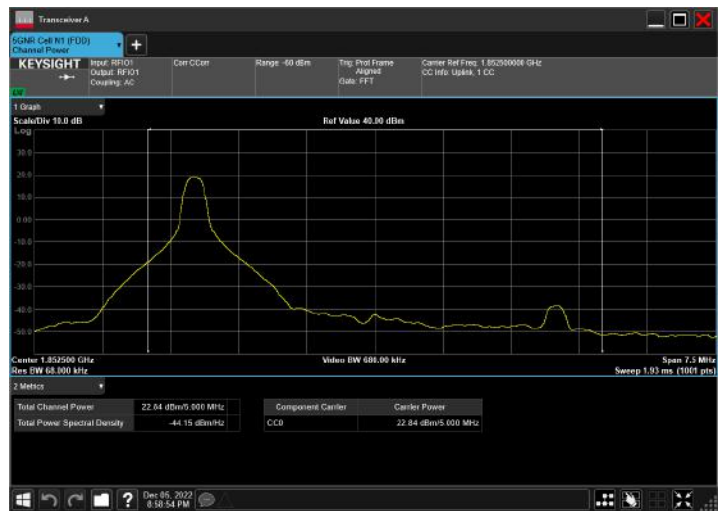 Transceiver A
5GNR Cell N1 (FDD)
Channel Power
KEYSIGHT
Input: RFIO1
Output: RFIO1
Coupling: AC
Corr CCorr
Range -60 dBm
Trig: Prot Frame
Aligned
Gate: FFT
Carrier Ref Freq: 1.852500000 GHz
CC Info: Uplink, 1 CC
1 Graph
Scale/Div 10.0 dB
Ref Value 40.00 dBm
Log
30.0
20.0
10.0
0.00
-10.0
-20.0
-30.0
-40.0
-50.0
Center 1.852500 GHz
Video BW 680.00 kHz
Span 7.5 MHz
Res BW 68.000 kHz
Sweep 1.93 ms (1001 pts)
2 Metrics
Total Channel Power 22.84 dBm/5.000 MHz
Total Power Spectral Density -44.15 dBm/Hz
Component Carrier Carrier Power
CC0 22.84 dBm/5.000 MHz
?
Dec 05, 2022
8:58:54 PM